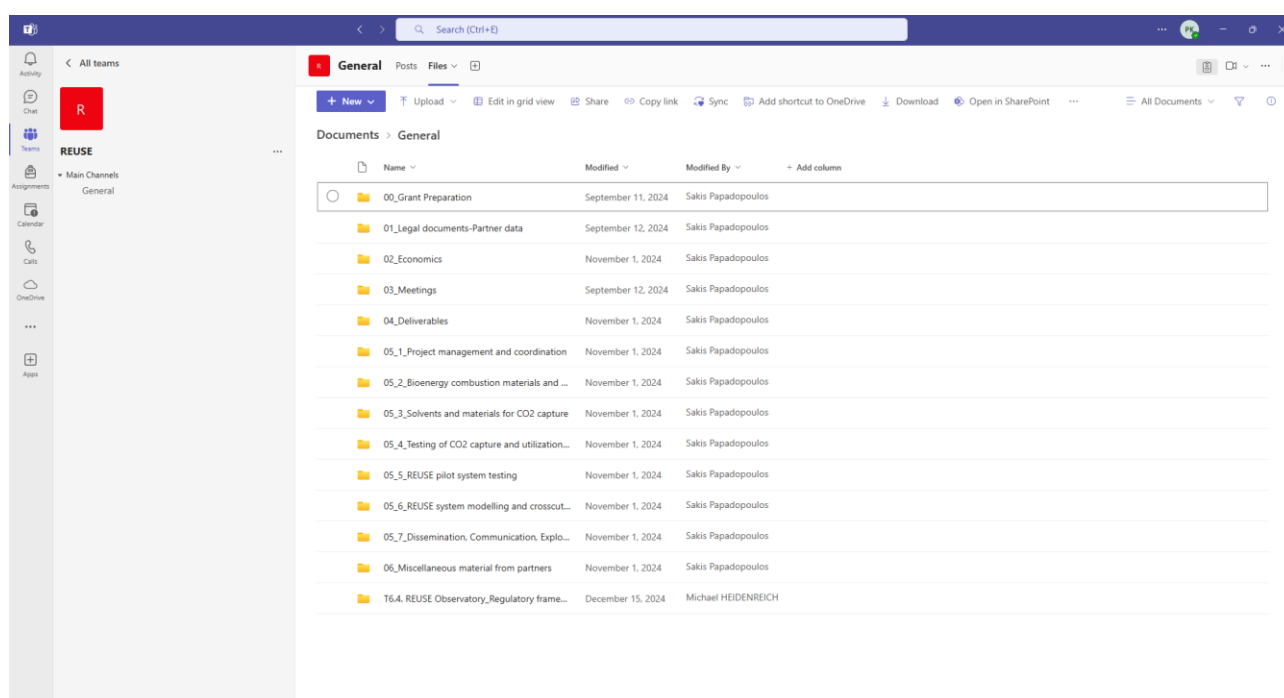 Search (Ctrl+E)
PK
Activity
Chat
Teams
Assignments
Calendar
Calls
OneDrive
Apps
All teams
R
REUSE
Main Channels
General
R General Posts Files
+ New Upload Edit in grid view Share Copy link Sync Add shortcut to OneDrive Download Open in SharePoint ... All Documents
Documents > General
Name Modified Modified By + Add column
00_Grant Preparation September 11, 2024 Sakis Papadopoulos
01_Legal documents-Partner data September 12, 2024 Sakis Papadopoulos
02_Economics November 1, 2024 Sakis Papadopoulos
03_Meetings September 12, 2024 Sakis Papadopoulos
04_Deliverables November 1, 2024 Sakis Papadopoulos
05_1_Project management and coordination November 1, 2024 Sakis Papadopoulos
05_2_Bioenergy combustion materials and ... November 1, 2024 Sakis Papadopoulos
05_3_Solvents and materials for CO2 capture November 1, 2024 Sakis Papadopoulos
05_4_Testing of CO2 capture and utilization... November 1, 2024 Sakis Papadopoulos
05_5_REUSE pilot system testing November 1, 2024 Sakis Papadopoulos
05_6_REUSE system modelling and crosscut... November 1, 2024 Sakis Papadopoulos
05_7_Dissemination, Communication, Explo... November 1, 2024 Sakis Papadopoulos
06_Miscellaneous material from partners November 1, 2024 Sakis Papadopoulos
T6.4. REUSE Observatory_Regulatory frame... December 15, 2024 Michael HEIDENREICH